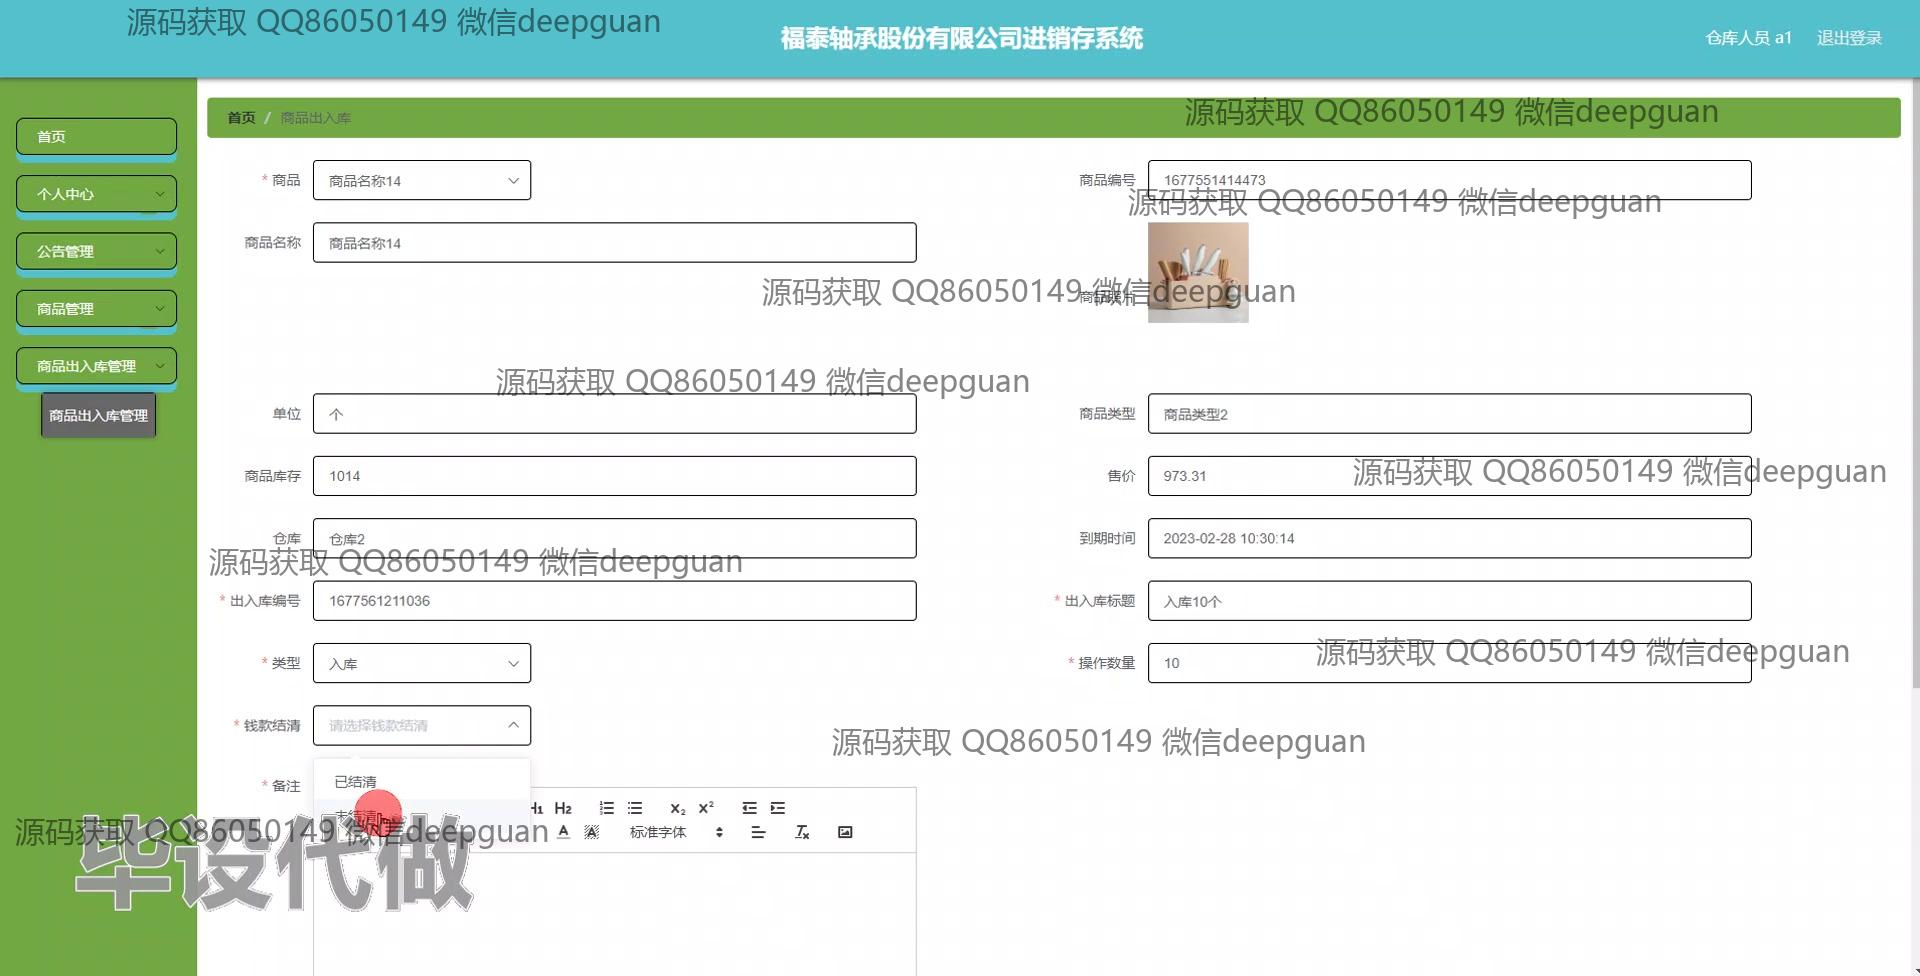 源码获取 QQ86050149 微信deepguan
福泰轴承股份有限公司进销存系统
仓库人员 a1
退出登录
首页
个人中心
公告管理
商品管理
商品出入库管理
商品出入库管理
首页 / 商品出入库
源码获取 QQ86050149 微信deepguan
* 商品
商品名称14
商品编号
1677551414473
源码获取 QQ86050149 微信deepguan
商品名称
商品名称14
商品照片
源码获取 QQ86050149 微信deepguan
源码获取 QQ86050149 微信deepguan
单位
个
商品类型
商品类型2
商品库存
1014
售价
973.31
源码获取 QQ86050149 微信deepguan
仓库
仓库2
到期时间
2023-02-28 10:30:14
源码获取 QQ86050149 微信deepguan
* 出入库编号
1677561211036
* 出入库标题
入库10个
* 类型
入库
* 操作数量
10
源码获取 QQ86050149 微信deepguan
* 钱款结清
请选择钱款结清
源码获取 QQ86050149 微信deepguan
已结清
未结清
* 备注
H1 H2
X₂ X²
标准字体
源码获取 QQ86050149 微信deepguan
毕设代做